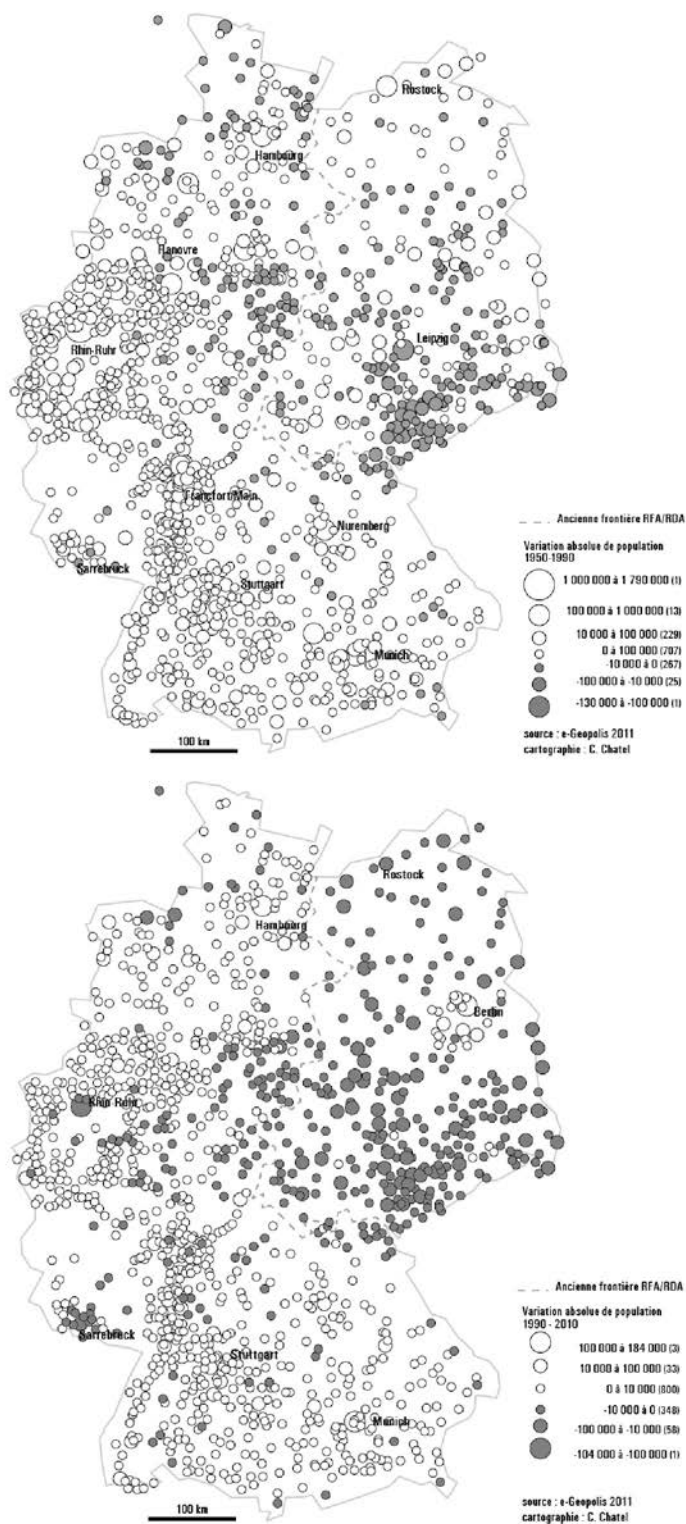 Rostock
Hambourg
Hanovre
Leipzig
Rhin-Ruhr
Francfort/Main
Nuremberg
Sarrebruck
Stuttgart
Munich
Ancienne frontière RFA/RDA
Variation absolue de population
1950-1990
1 000 000 à 1 790 000 (1)
100 000 à 1 000 000 (13)
10 000 à 100 000 (229)
0 à 100 000 (707)
-10 000 à 0 (267)
-100 000 à -10 000 (25)
-130 000 à -100 000 (1)
100 km
source : e-Geopolis 2011
cartographie : C. Chatel
Rostock
Hambourg
Berlin
Rhin-Ruhr
Sarrebruck
Stuttgart
Munich
Ancienne frontière RFA/RDA
Variation absolue de population
1990 - 2010
100 000 à 184 000 (3)
10 000 à 100 000 (33)
0 à 10 000 (800)
-10 000 à 0 (348)
-100 000 à -10 000 (58)
-104 000 à -100 000 (1)
100 km
source : e-Geopolis 2011
cartographie : C. Chatel